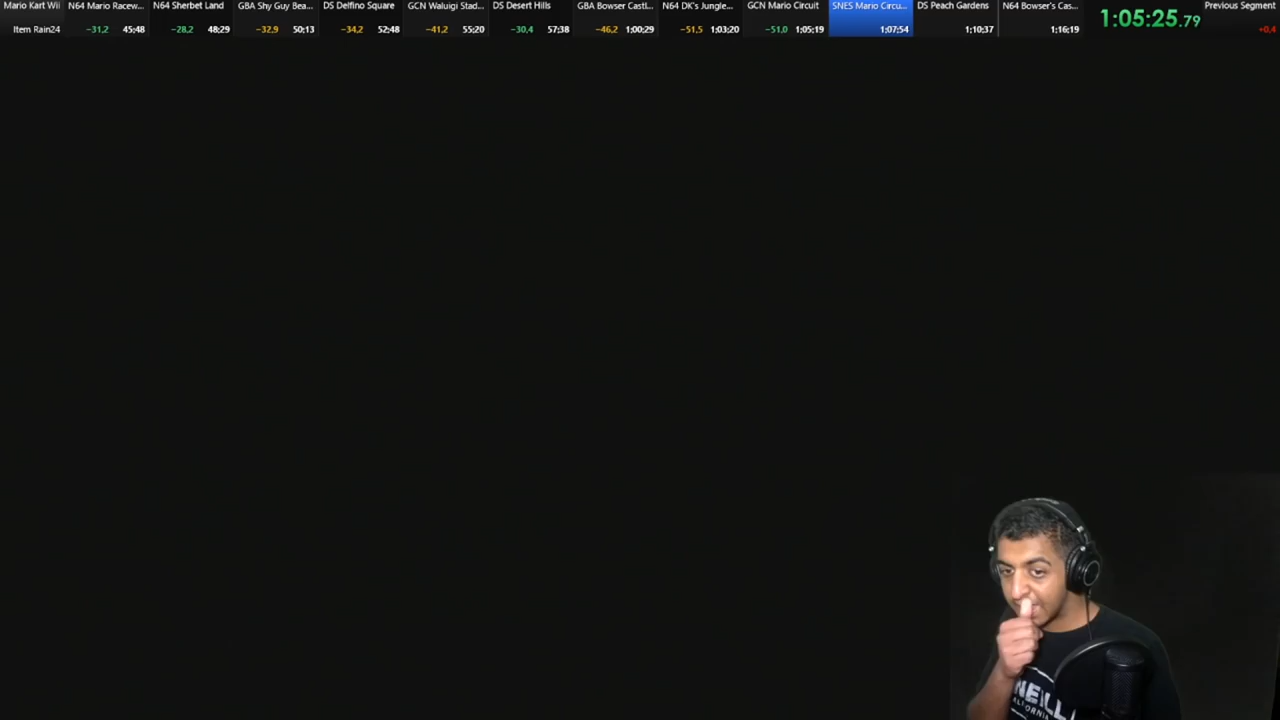 Mario Kart Wii
Item Rain24
N64 Mario Racew...
−31,2 45:48
N64 Sherbet Land
−28,2 48:29
GBA Shy Guy Bea...
−32,9 50:13
DS Delfino Square
−34,2 52:48
GCN Waluigi Stad...
−41,2 55:20
DS Desert Hills
−30,4 57:38
GBA Bowser Castl...
−46,2 1:00:29
N64 DK's Jungle...
−51,5 1:03:20
GCN Mario Circuit
−51,0 1:05:19
SNES Mario Circu...
1:07:54
DS Peach Gardens
1:10:37
N64 Bowser's Cas...
1:16:19
1:05:25.79
Previous Segment
+0,4